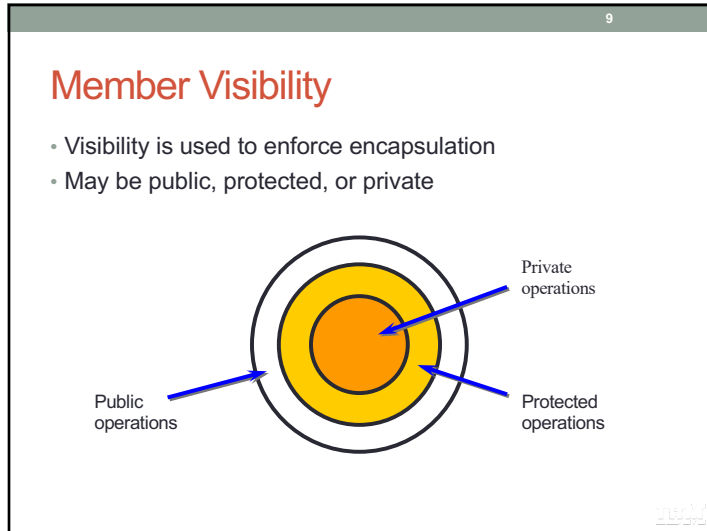 9
Member Visibility
• Visibility is used to enforce encapsulation
• May be public, protected, or private
Private
operations
Public
operations
Protected
operations